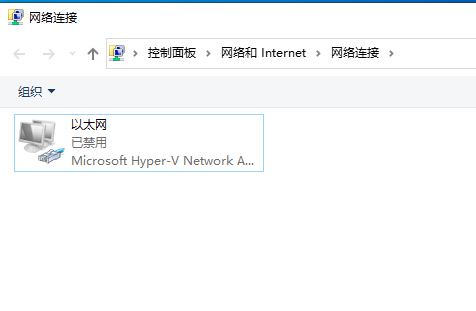 网络连接
控制面板 > 网络和 Internet > 网络连接 >
组织
以太网
已禁用
Microsoft Hyper-V Network A...